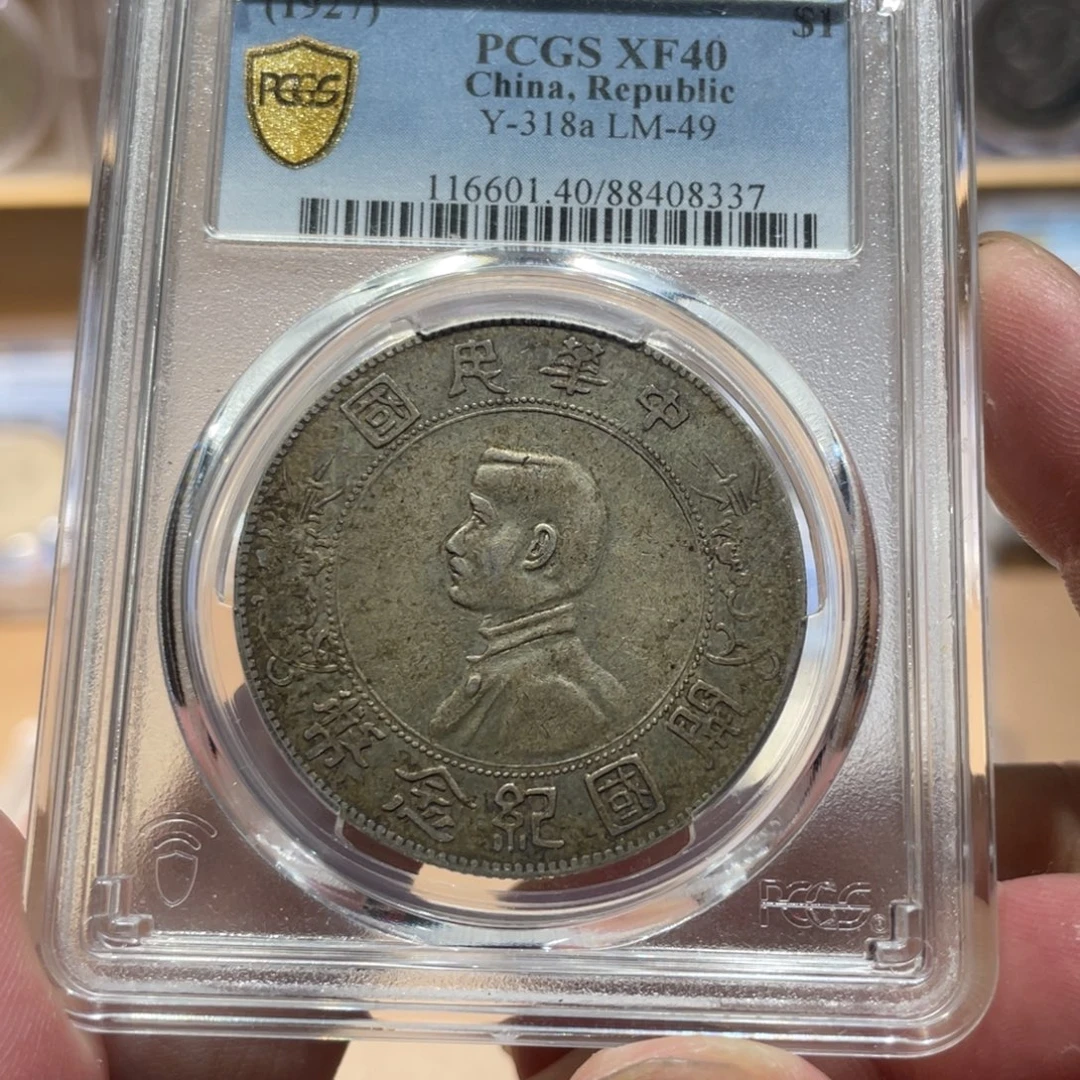 (1927) $1
PCGS XF40
PCGS
China, Republic
Y-318a LM-49
116601.40/88408337
中華民國
開國紀念幣
PCGS